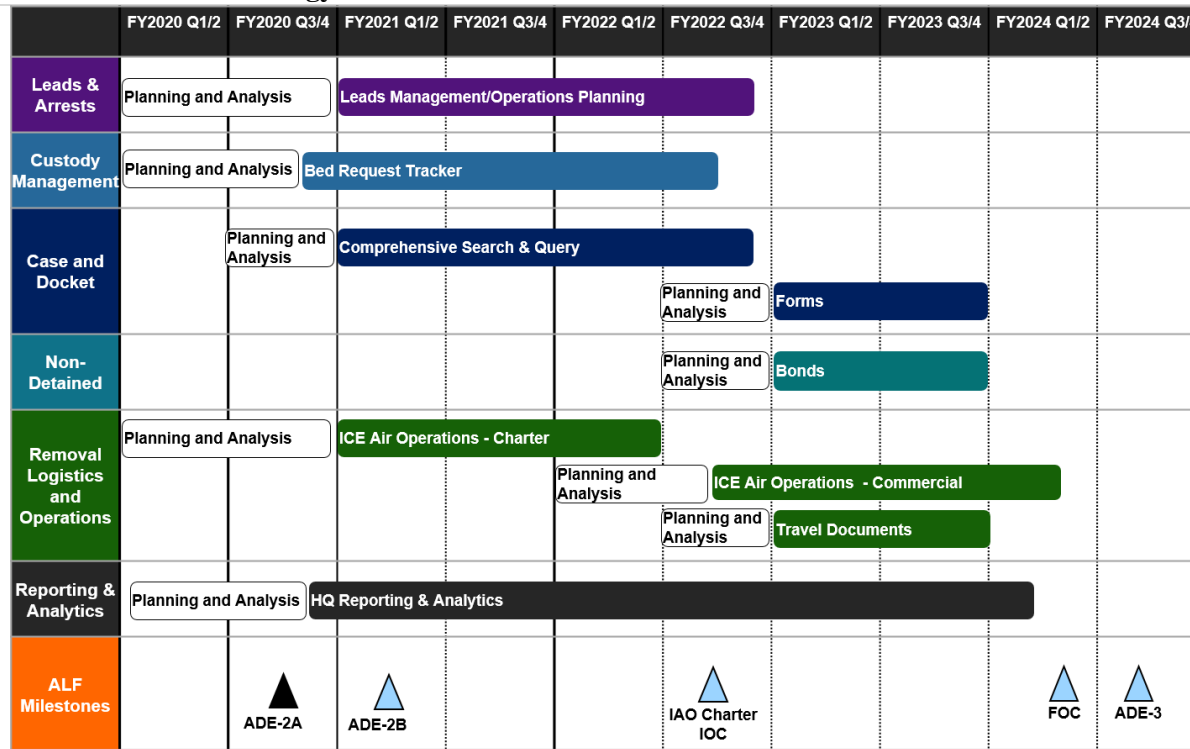 FY2020 Q1/2 FY2020 Q3/4 FY2021 Q1/2 FY2021 Q3/4 FY2022 Q1/2 FY2022 Q3/4 FY2023 Q1/2 FY2023 Q3/4 FY2024 Q1/2 FY2024 Q3/
Leads &
Arrests
Planning and Analysis
Leads Management/Operations Planning
Custody
Management
Planning and Analysis
Bed Request Tracker
Case and
Docket
Planning and
Analysis
Comprehensive Search & Query
Planning and
Analysis
Forms
Non-
Detained
Planning and
Analysis
Bonds
Removal
Logistics
and
Operations
Planning and Analysis
ICE Air Operations - Charter
Planning and
Analysis
ICE Air Operations - Commercial
Planning and
Analysis
Travel Documents
Reporting &
Analytics
Planning and Analysis
HQ Reporting & Analytics
ALF
Milestones
ADE-2A
ADE-2B
IAO Charter
IOC
FOC
ADE-3